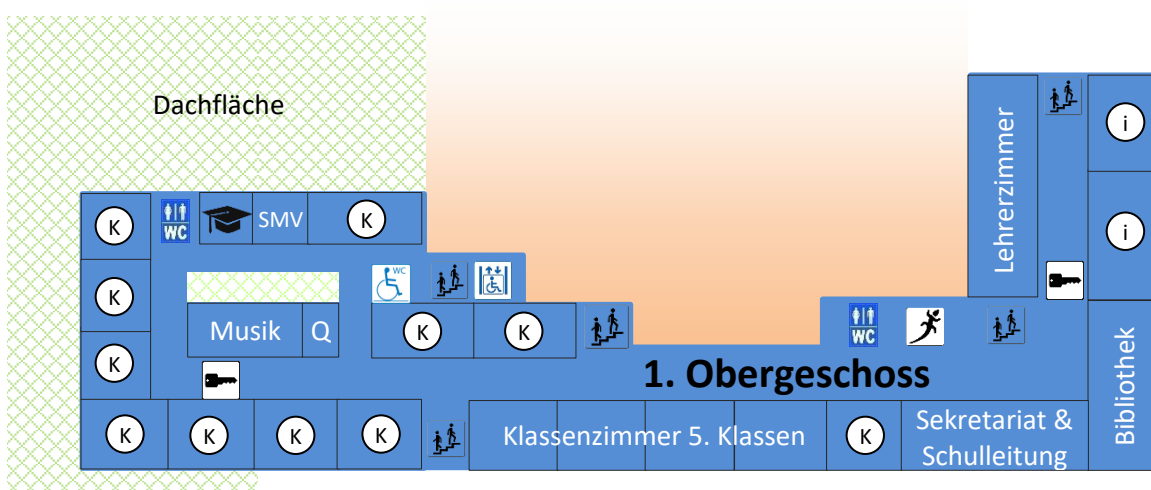 Dachfläche
Lehrerzimmer
i
K
WC
SMV
K
i
K
WC
Musik
Q
K
K
WC
K
1. Obergeschoss
Bibliothek
K
K
K
K
Klassenzimmer 5. Klassen
K
Sekretariat &
Schulleitung